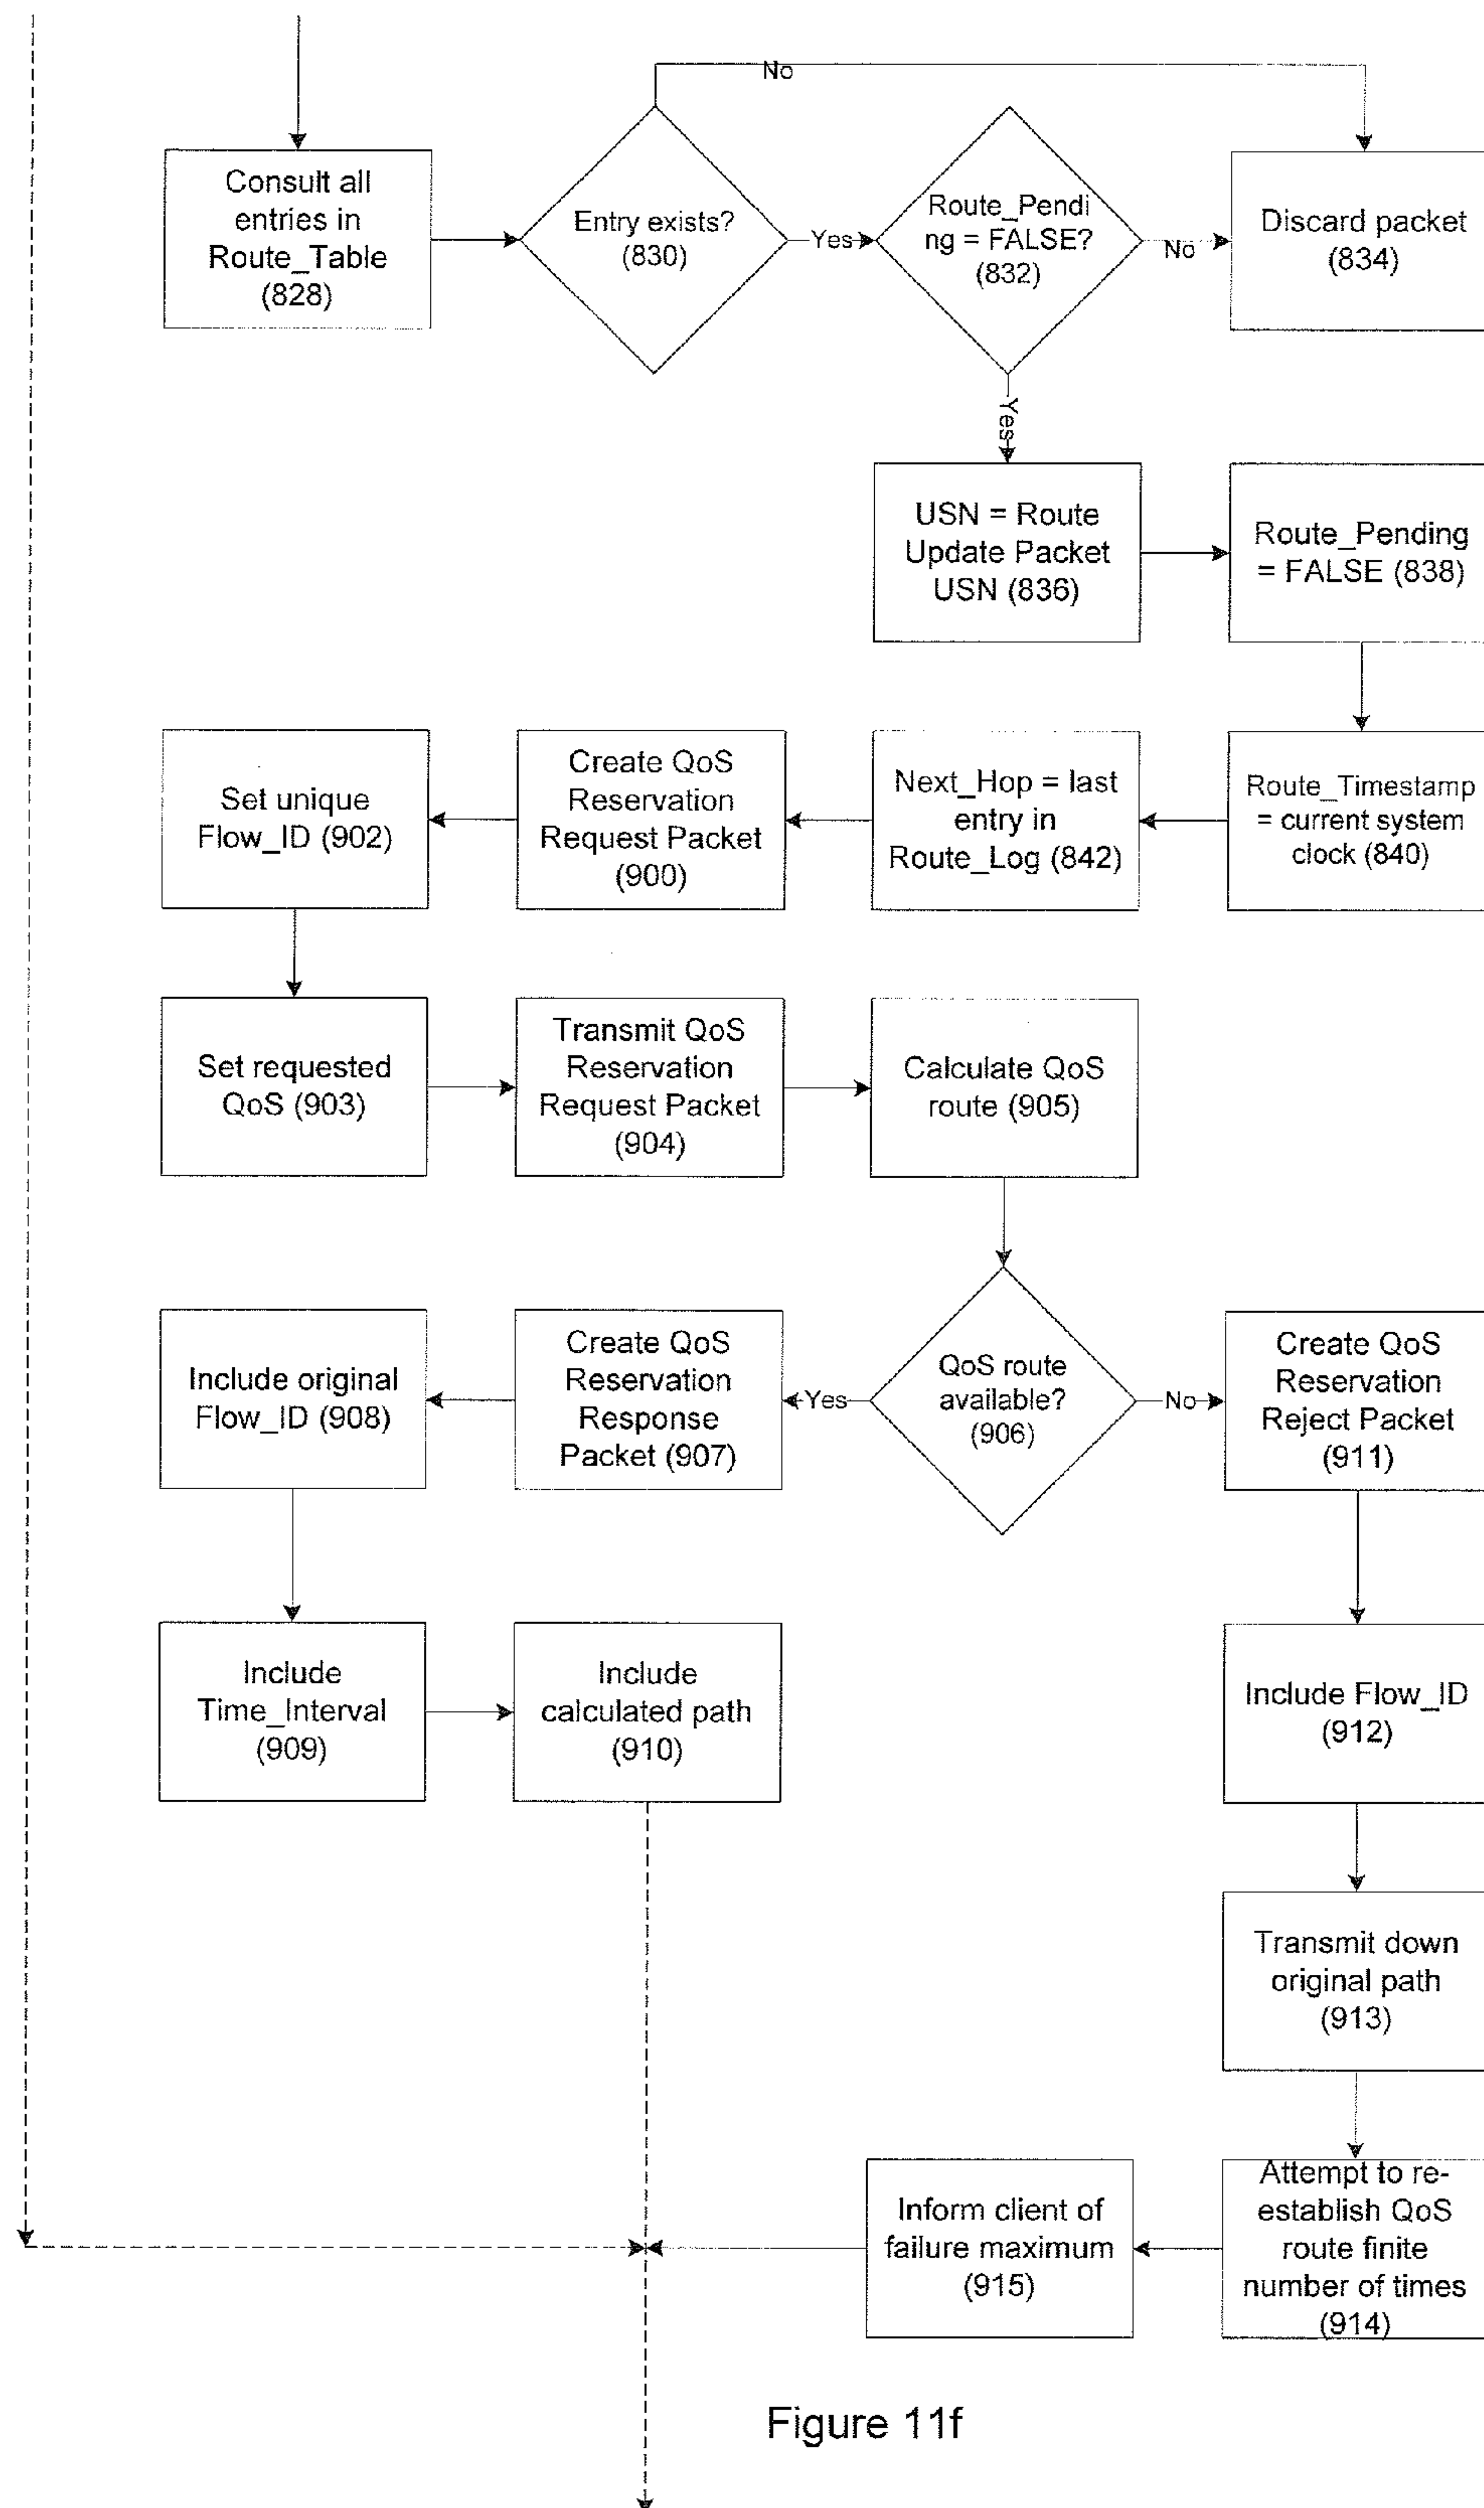 No
Consult all
entries in
Route_Table
(828)
Entry exists?
(830)
Yes
Route_Pendi
ng = FALSE?
(832)
No
Discard packet
(834)
Yes
USN = Route
Update Packet
USN (836)
Route_Pending
= FALSE (838)
Set unique
Flow_ID (902)
Create QoS
Reservation
Request Packet
(900)
Next_Hop = last
entry in
Route_Log (842)
Route_Timestamp
= current system
clock (840)
Set requested
QoS (903)
Transmit QoS
Reservation
Request Packet
(904)
Calculate QoS
route (905)
Include original
Flow_ID (908)
Create QoS
Reservation
Response
Packet (907)
Yes
QoS route
available?
(906)
No
Create QoS
Reservation
Reject Packet
(911)
Include
Time_Interval
(909)
Include
calculated path
(910)
Include Flow_ID
(912)
Transmit down
original path
(913)
Inform client of
failure maximum
(915)
Attempt to re-
establish QoS
route finite
number of times
(914)
Figure 11f